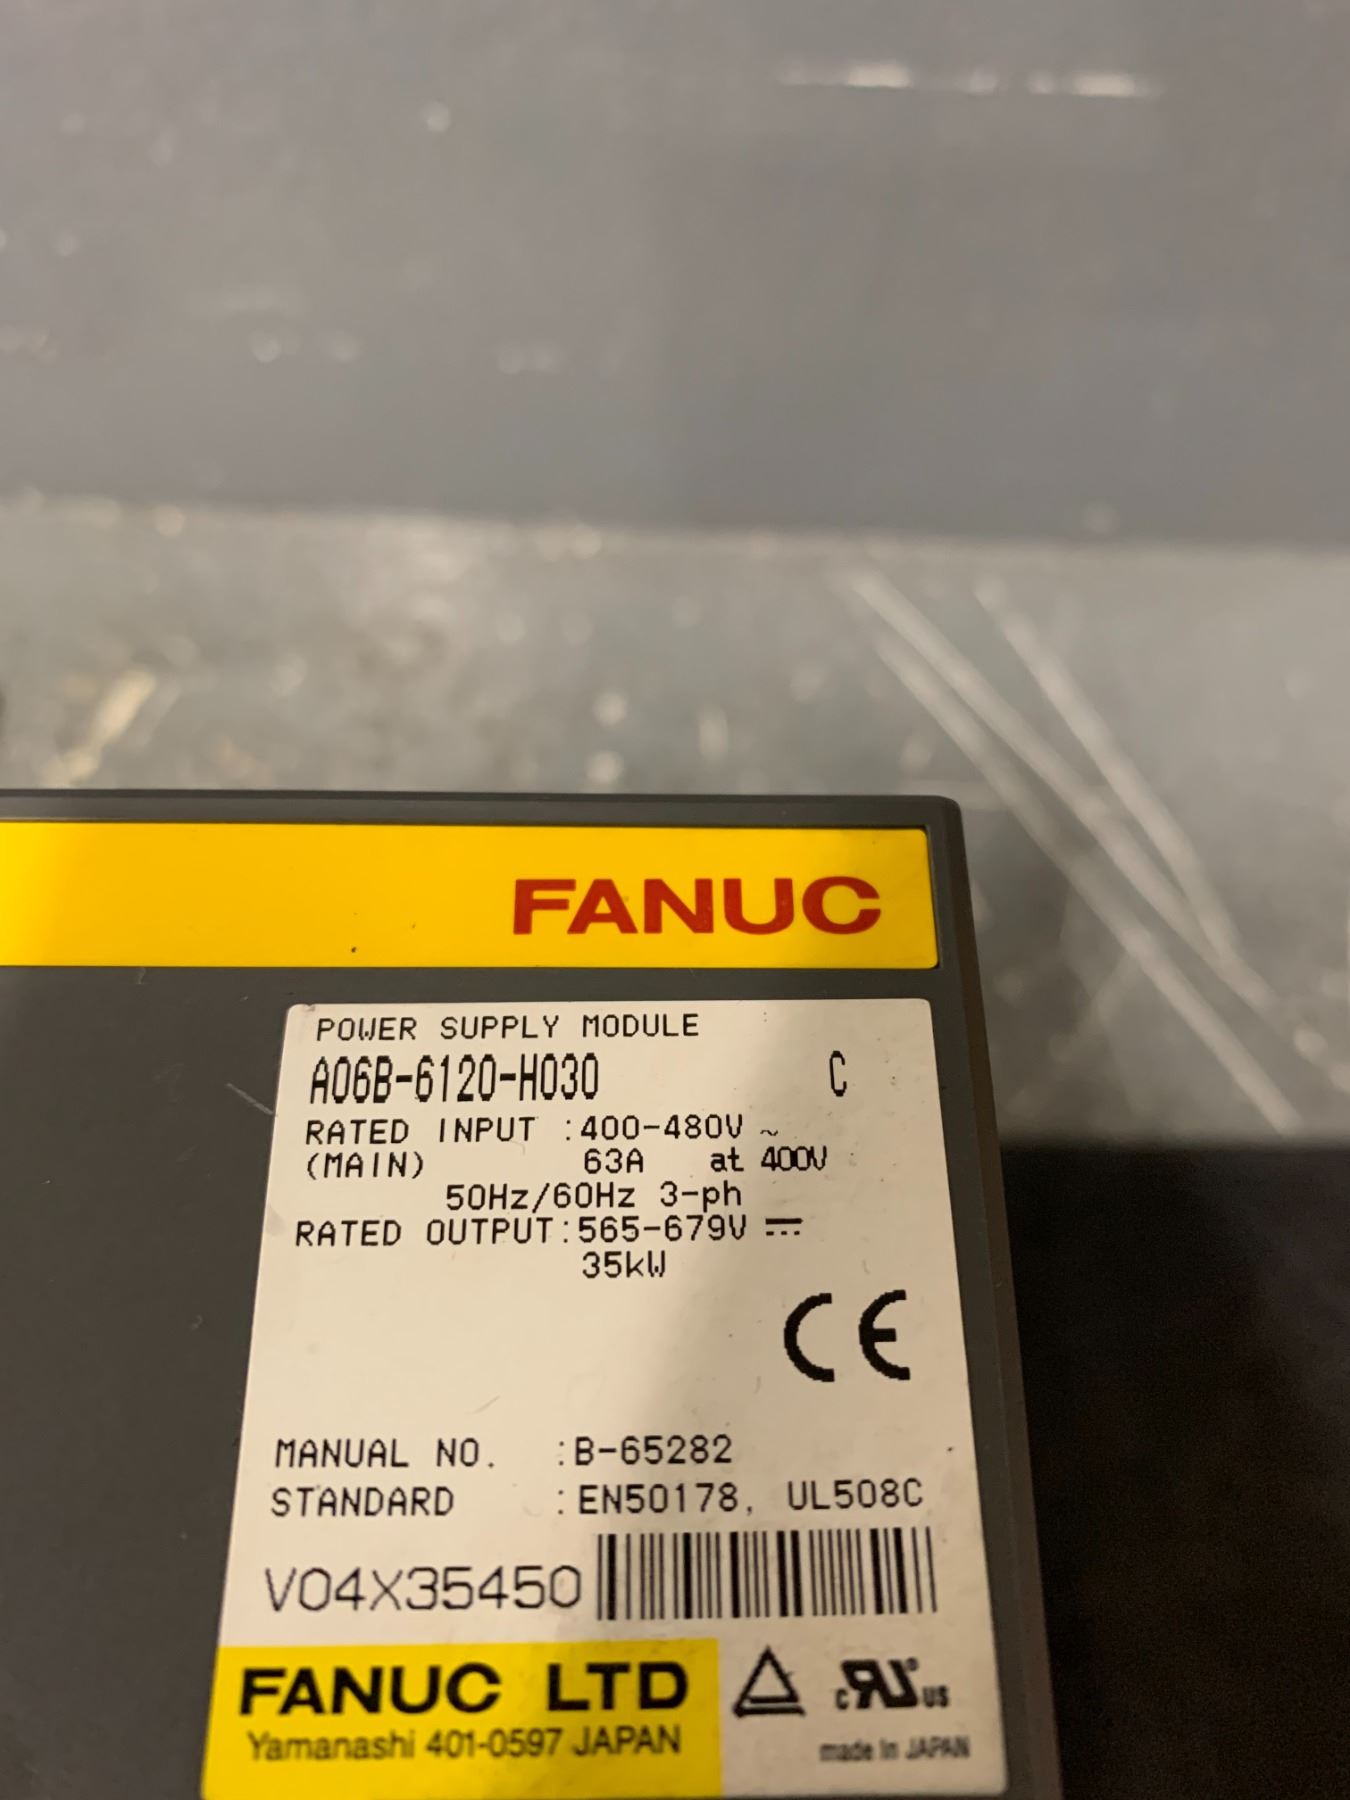 FANUC
POWER SUPPLY MODULE
A06B-6120-H030 C
RATED INPUT :400-480V ~
(MAIN) 63A at 400V
50Hz/60Hz 3-ph
RATED OUTPUT:565-679V ⎓
35kW
CE
MANUAL NO. :B-65282
STANDARD :EN50178, UL508C
V04X35450
FANUC LTD
Yamanashi 401-0597 JAPAN
c RU us
made in JAPAN